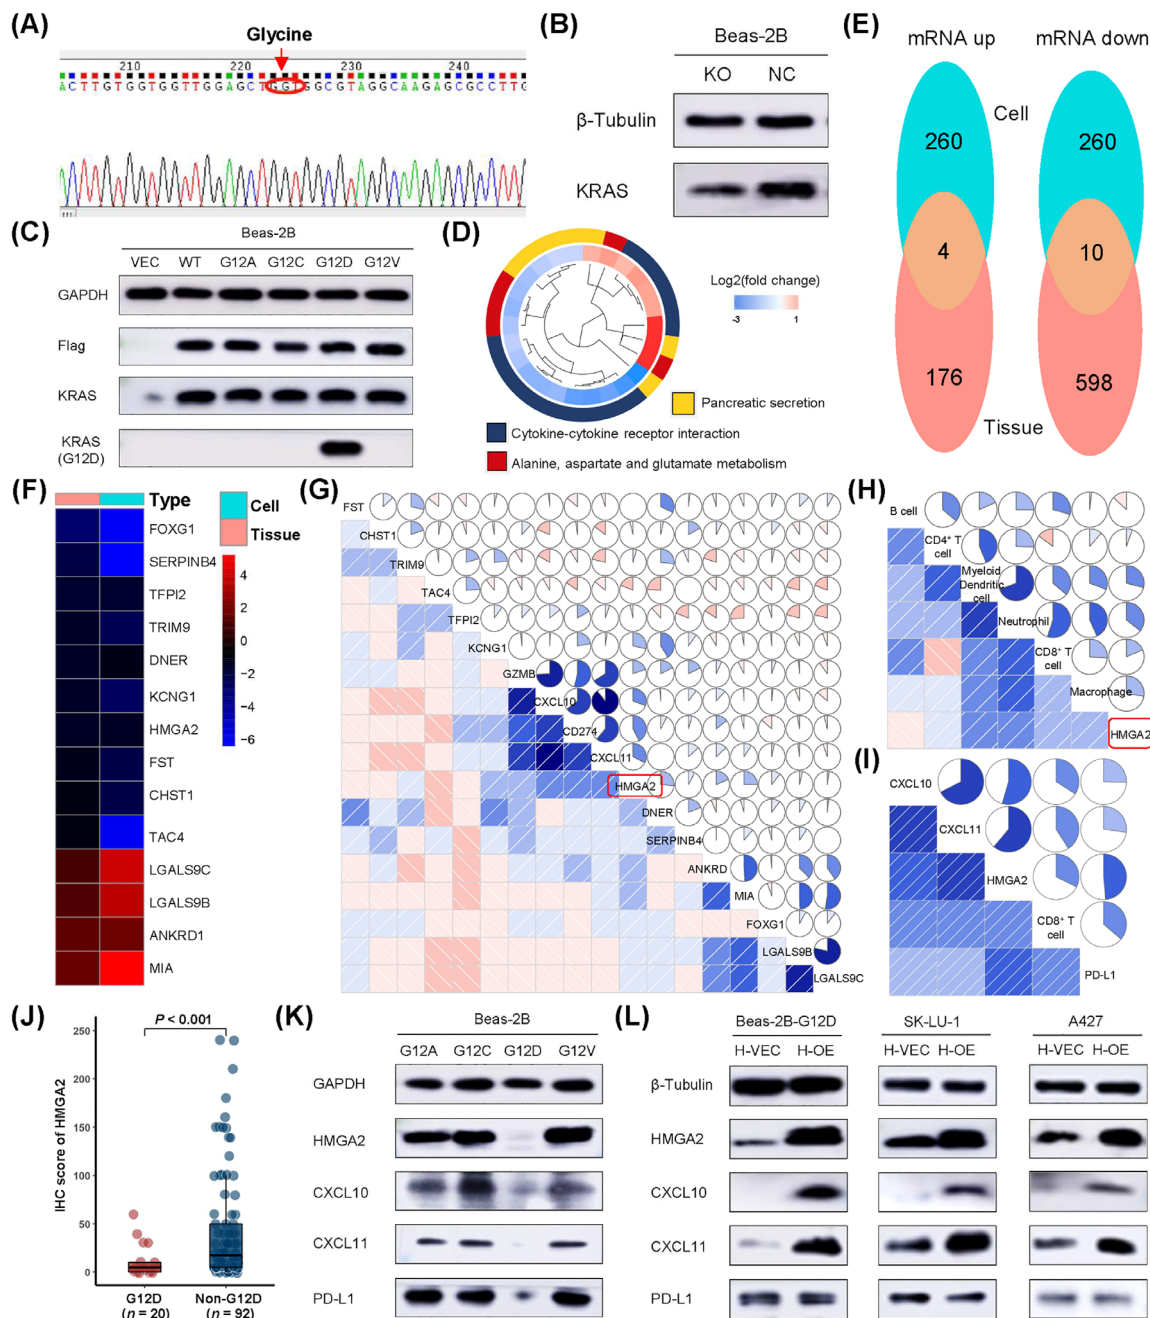 (A)
Glycine
210
220
230
240
ACTTGTGGTGGTTGGAGCTGGTGGCGTAGGCAAGAGCGCCTTG
(B)
Beas-2B
KO NC
β-Tubulin
KRAS
(C)
Beas-2B
VEC WT G12A G12C G12D G12V
GAPDH
Flag
KRAS
KRAS
(G12D)
(D)
Log2(fold change)
-3 1
Pancreatic secretion
Cytokine-cytokine receptor interaction
Alanine, aspartate and glutamate metabolism
(E)
mRNA up mRNA down
Cell
260 260
4 10
176 598
Tissue
(F)
Type
Cell
Tissue
FOXG1
SERPINB4
TFPI2
TRIM9
DNER
KCNG1
HMGA2
FST
CHST1
TAC4
LGALS9C
LGALS9B
ANKRD1
MIA
4
2
0
−2
−4
−6
(G)
FST
CHST1
TRIM9
TAC4
TFPI2
KCNG1
GZMB
CXCL10
CD274
CXCL11
HMGA2
DNER
SERPINB4
ANKRD
MIA
FOXG1
LGALS9B
LGALS9C
(H)
B cell
CD4+ T
cell
Myeloid
Dendritic
cell
Neutrophil
CD8+ T
cell
Macrophage
HMGA2
(I)
CXCL10
CXCL11
HMGA2
CD8+ T
cell
PD-L1
(J)
P < 0.001
IHC score of HMGA2
250
200
150
100
50
0
G12D
(n = 20)
Non-G12D
(n = 92)
(K)
Beas-2B
G12A G12C G12D G12V
GAPDH
HMGA2
CXCL10
CXCL11
PD-L1
(L)
Beas-2B-G12D SK-LU-1 A427
H-VEC H-OE H-VEC H-OE H-VEC H-OE
β-Tubulin
HMGA2
CXCL10
CXCL11
PD-L1